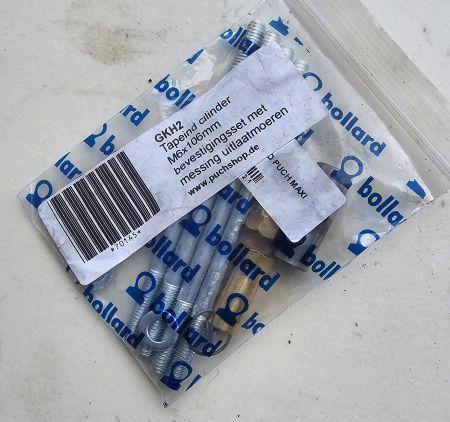 GKH2
Tapeind cilinder
M6x106mm
bevestigingsset met
messing uitlaatmoeren
www.puchshop.de
*70145*
PUCH MAXI
bollard
bollard
bollard
bollard
bollard
bollard
bollard